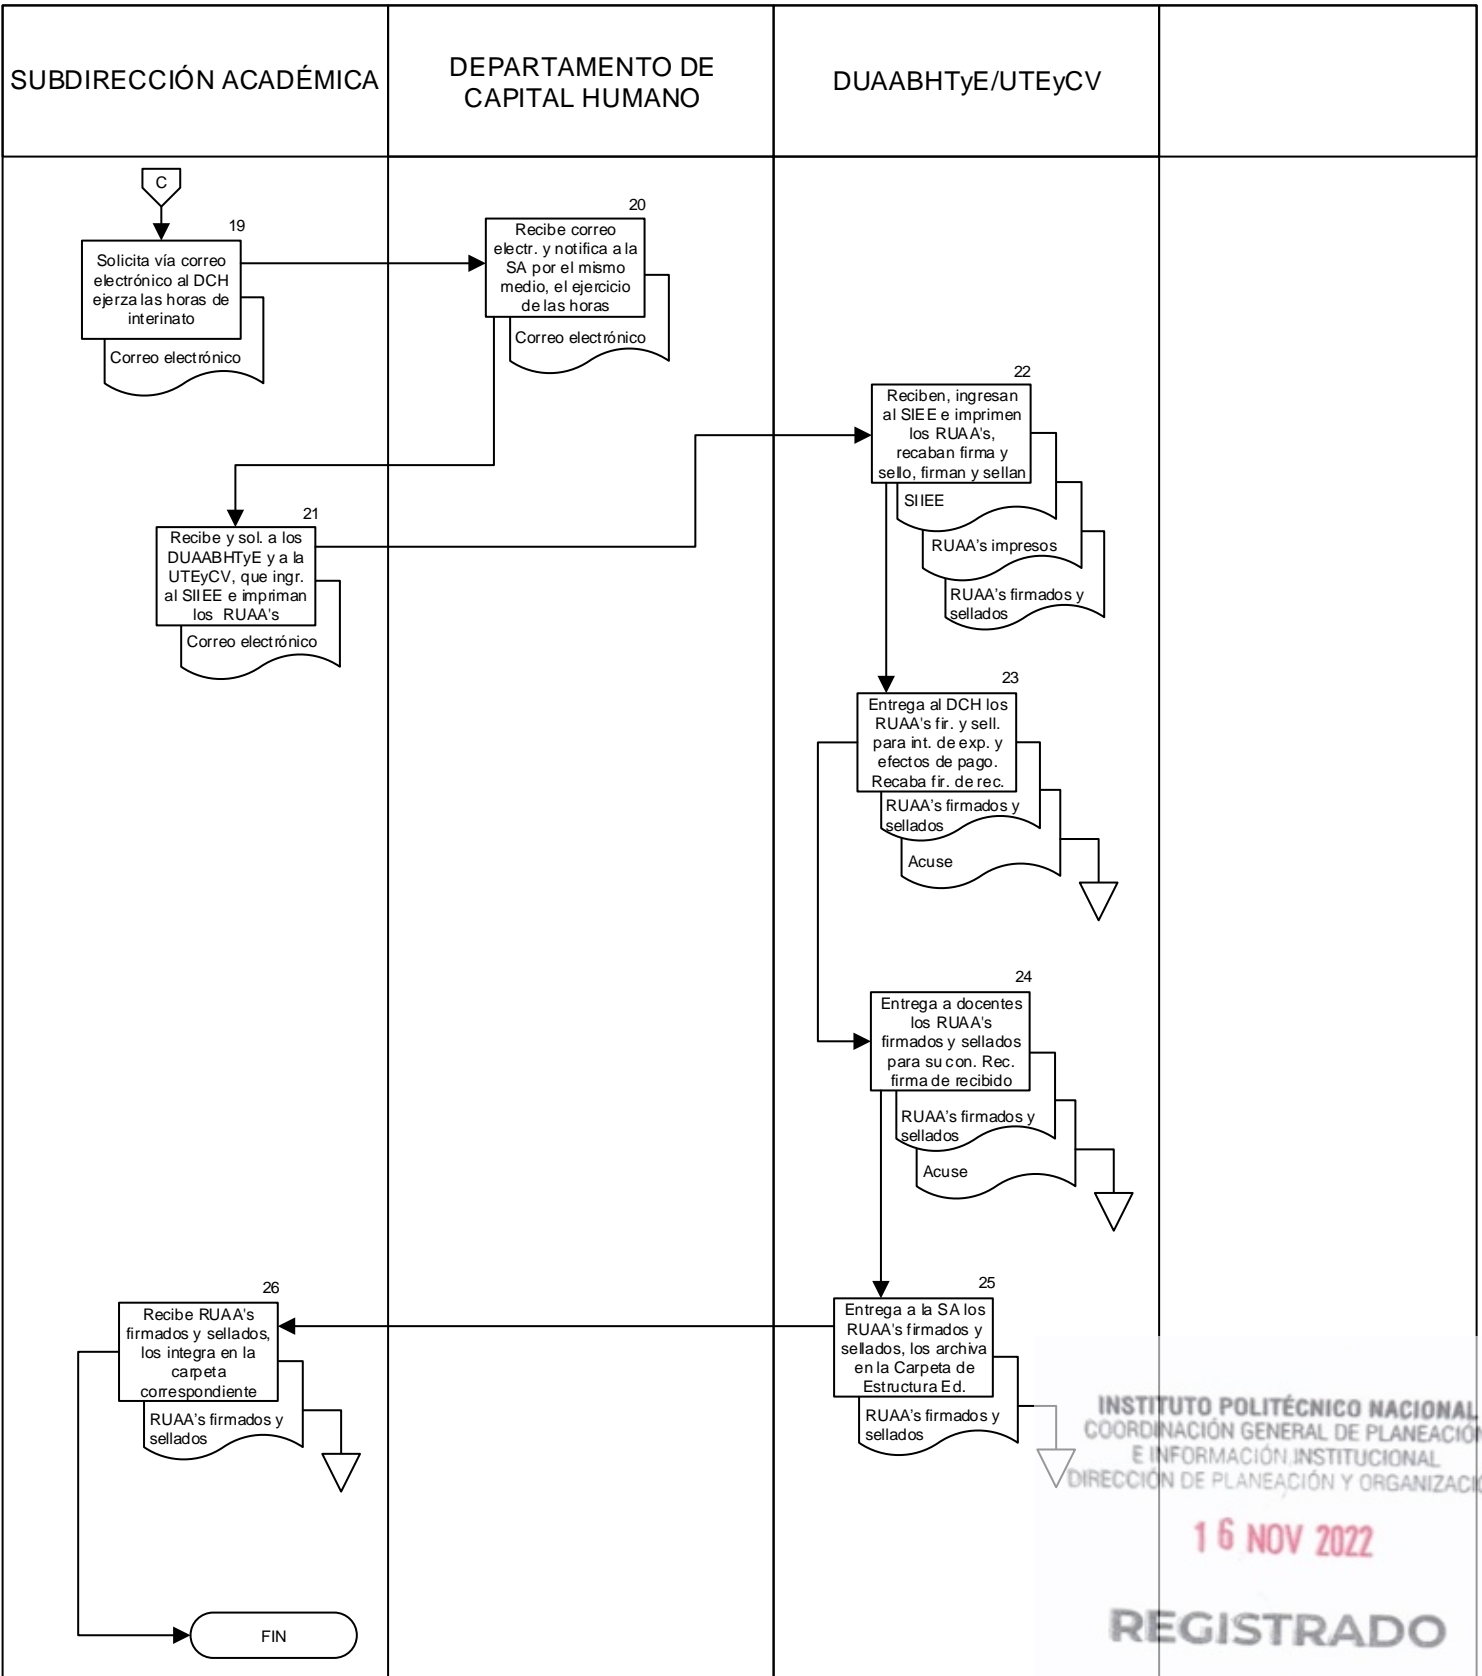 SUBDIRECCIÓN ACADÉMICA
DEPARTAMENTO DE
CAPITAL HUMANO
DUAABHTyE/UTEyCV
C
19
Solicita vía correo
electrónico al DCH
ejerza las horas de
interinato
Correo electrónico
20
Recibe correo
electr. y notifica a la
SA por el mismo
medio, el ejercicio
de las horas
Correo electrónico
21
Recibe y sol. a los
DUAABHTyE y a la
UTEyCV, que ingr.
al SIIEE e impriman
los RUAA's
Correo electrónico
22
Reciben, ingresan
al SIEE e imprimen
los RUAA's,
recaban firma y
sello, firman y sellan
SIIEE
RUAA's impresos
RUAA's firmados y
sellados
23
Entrega al DCH los
RUAA's fir. y sell.
para int. de exp. y
efectos de pago.
Recaba fir. de rec.
RUAA's firmados y
sellados
Acuse
24
Entrega a docentes
los RUAA's
firmados y sellados
para su con. Rec.
firma de recibido
RUAA's firmados y
sellados
Acuse
25
Entrega a la SA los
RUAA's firmados y
sellados, los archiva
en la Carpeta de
Estructura Ed.
RUAA's firmados y
sellados
26
Recibe RUAA's
firmados y sellados,
los integra en la
carpeta
correspondiente
RUAA's firmados y
sellados
FIN
INSTITUTO POLITÉCNICO NACIONAL
COORDINACIÓN GENERAL DE PLANEACIÓN
E INFORMACIÓN INSTITUCIONAL
DIRECCIÓN DE PLANEACIÓN Y ORGANIZACIÓ
16 NOV 2022
REGISTRADO